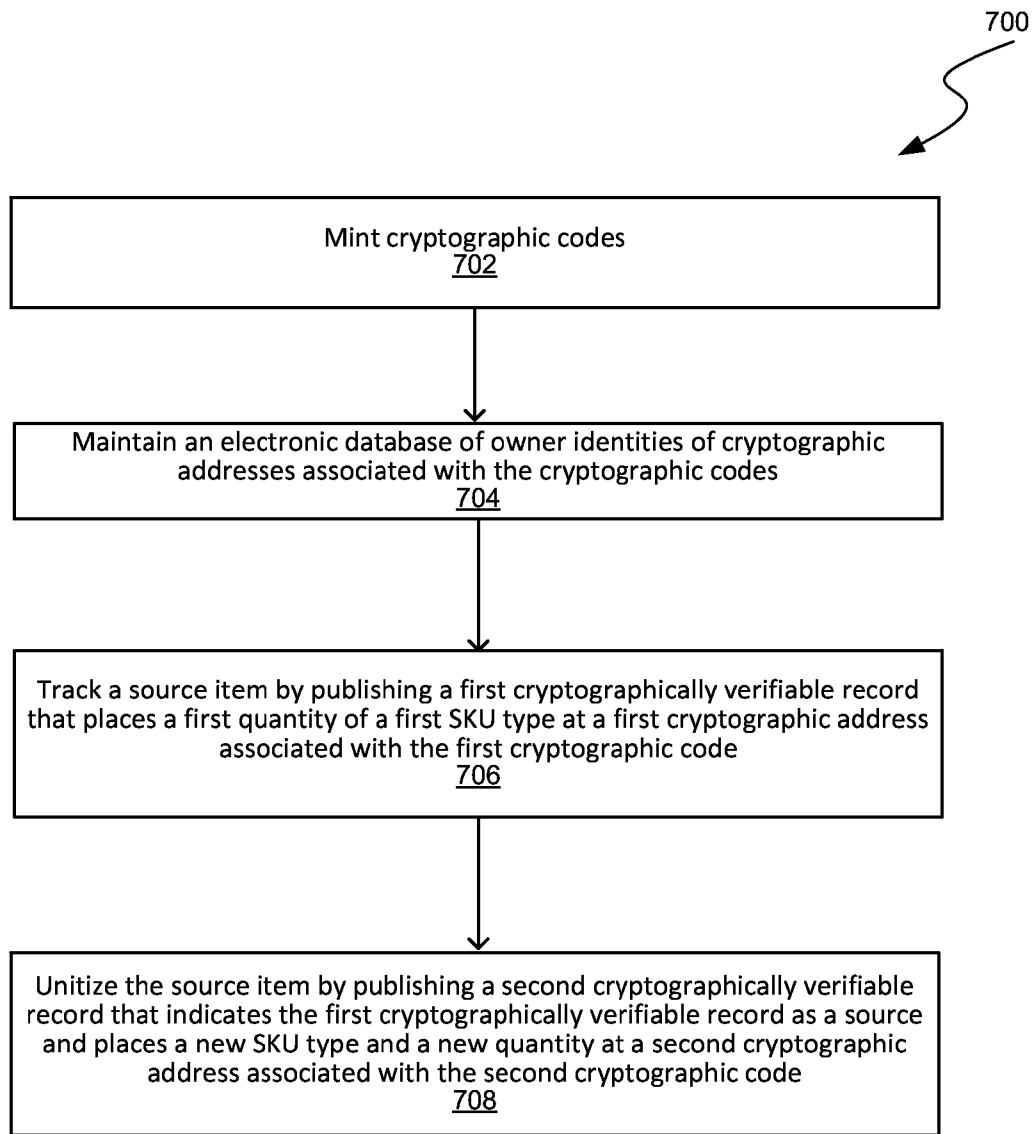 700
Mint cryptographic codes
702
Maintain an electronic database of owner identities of cryptographic
addresses associated with the cryptographic codes
704
Track a source item by publishing a first cryptographically verifiable record
that places a first quantity of a first SKU type at a first cryptographic address
associated with the first cryptographic code
706
Unitize the source item by publishing a second cryptographically verifiable
record that indicates the first cryptographically verifiable record as a source
and places a new SKU type and a new quantity at a second cryptographic
address associated with the second cryptographic code
708